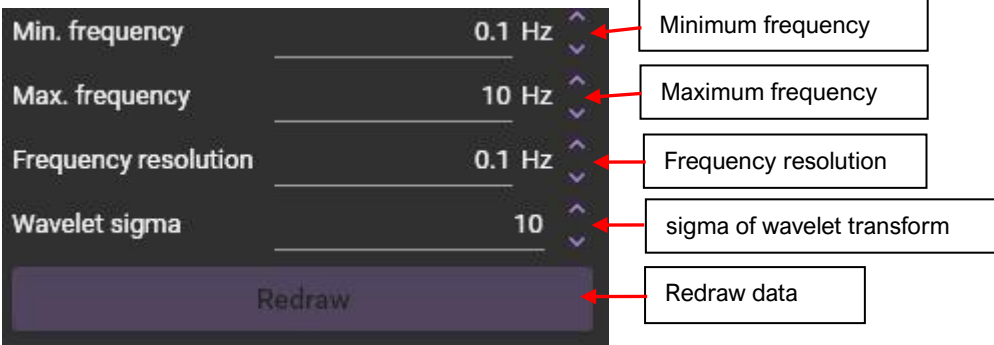 Min. frequency 0.1 Hz Minimum frequency
Max. frequency 10 Hz Maximum frequency
Frequency resolution 0.1 Hz Frequency resolution
Wavelet sigma 10 sigma of wavelet transform
Redraw Redraw data